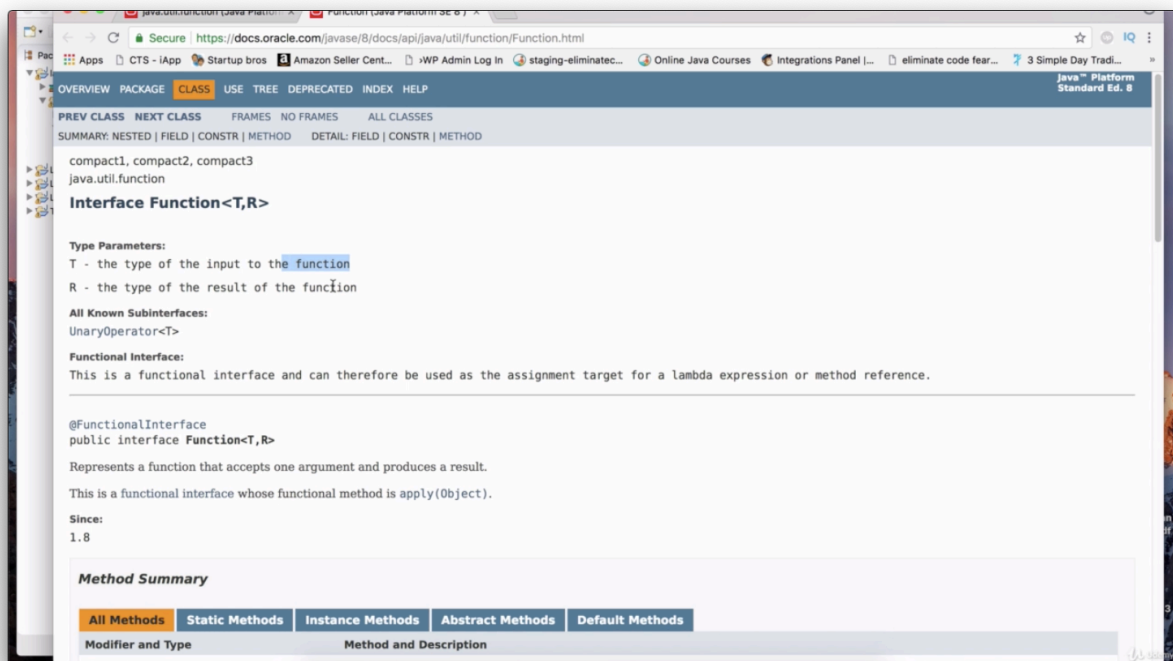 java.util.function (Java Platform
Function (Java Platform SE 8 )
Secure | https://docs.oracle.com/javase/8/docs/api/java/util/function/Function.html
IQ
Pac
Apps CTS - iApp Startup bros Amazon Seller Cent... ›WP Admin Log In staging-eliminatec... Online Java Courses Integrations Panel |... eliminate code fear... 3 Simple Day Tradi... »
OVERVIEW PACKAGE CLASS USE TREE DEPRECATED INDEX HELP
Java™ Platform
Standard Ed. 8
PREV CLASS NEXT CLASS FRAMES NO FRAMES ALL CLASSES
SUMMARY: NESTED | FIELD | CONSTR | METHOD DETAIL: FIELD | CONSTR | METHOD
compact1, compact2, compact3
java.util.function
Interface Function<T,R>
Type Parameters:
T - the type of the input to the function
R - the type of the result of the function
All Known Subinterfaces:
UnaryOperator<T>
Functional Interface:
This is a functional interface and can therefore be used as the assignment target for a lambda expression or method reference.
@FunctionalInterface
public interface Function<T,R>
Represents a function that accepts one argument and produces a result.
This is a functional interface whose functional method is apply(Object).
Since:
1.8
Method Summary
All Methods Static Methods Instance Methods Abstract Methods Default Methods
Modifier and Type Method and Description